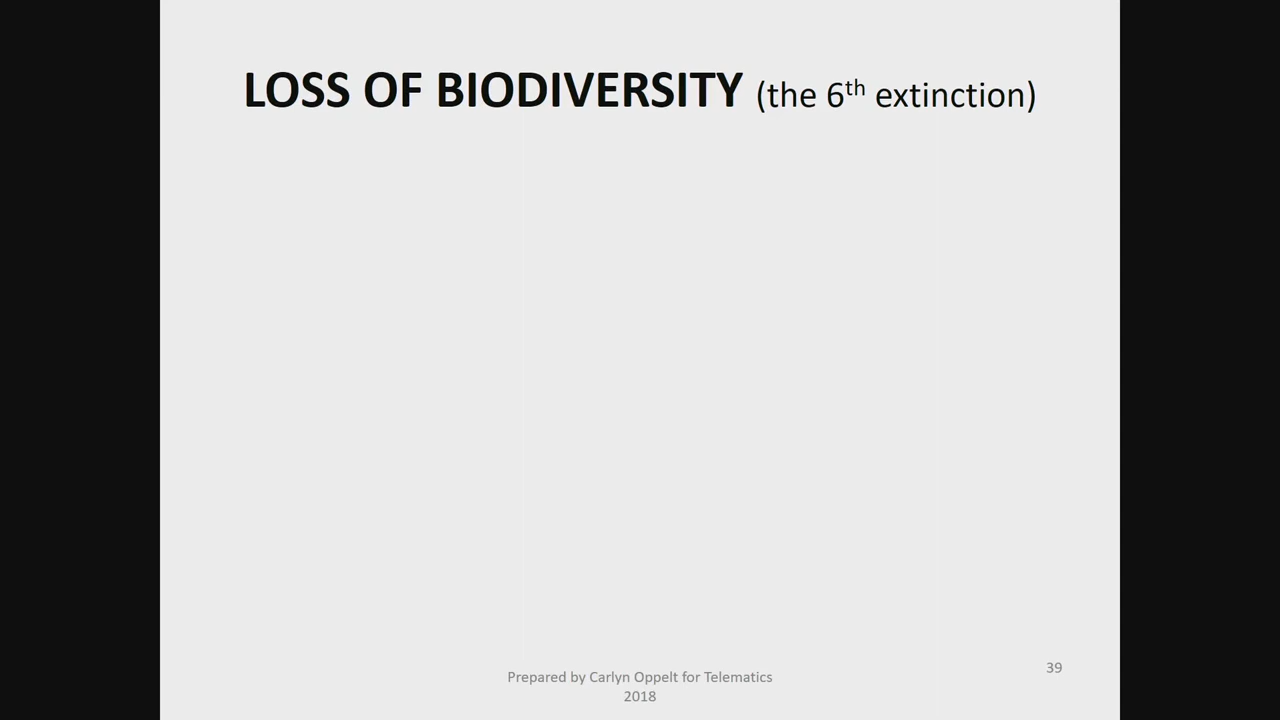 LOSS OF BIODIVERSITY (the 6th extinction)
Prepared by Carlyn Oppelt for Telematics
2018
39